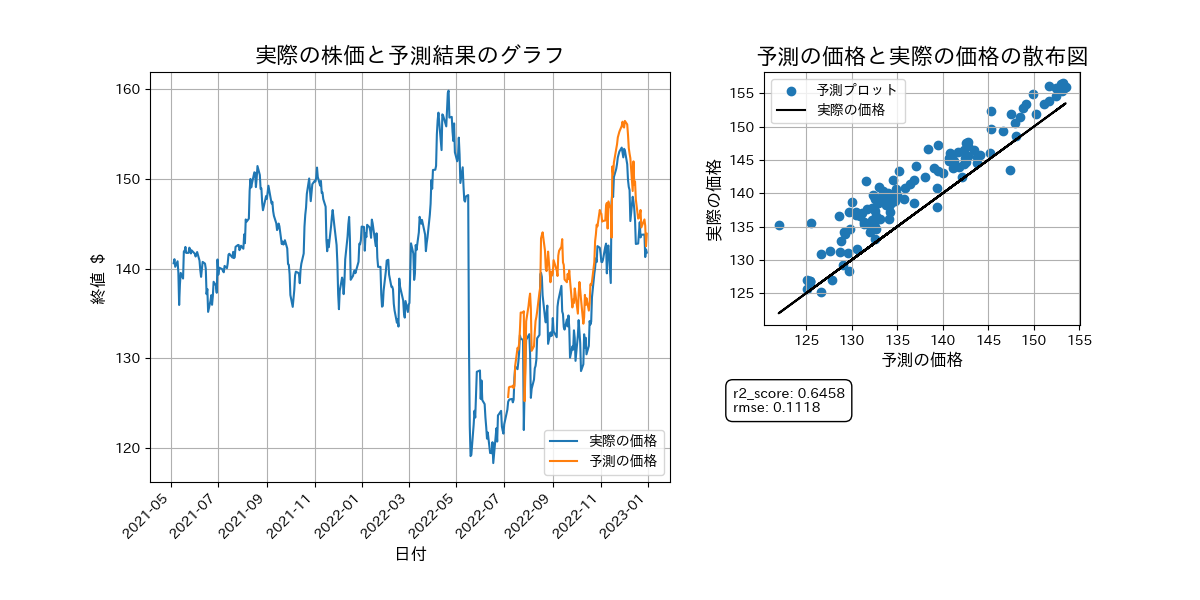 実際の株価と予測結果のグラフ
終値 $
160
150
140
130
120
2021-05
2021-07
2021-09
2021-11
2022-01
2022-03
2022-05
2022-07
2022-09
2022-11
2023-01
日付
実際の価格
予測の価格
予測の価格と実際の価格の散布図
実際の価格
155
150
145
140
135
130
125
125
130
135
140
145
150
155
予測の価格
予測プロット
実際の価格
r2_score: 0.6458
rmse: 0.1118